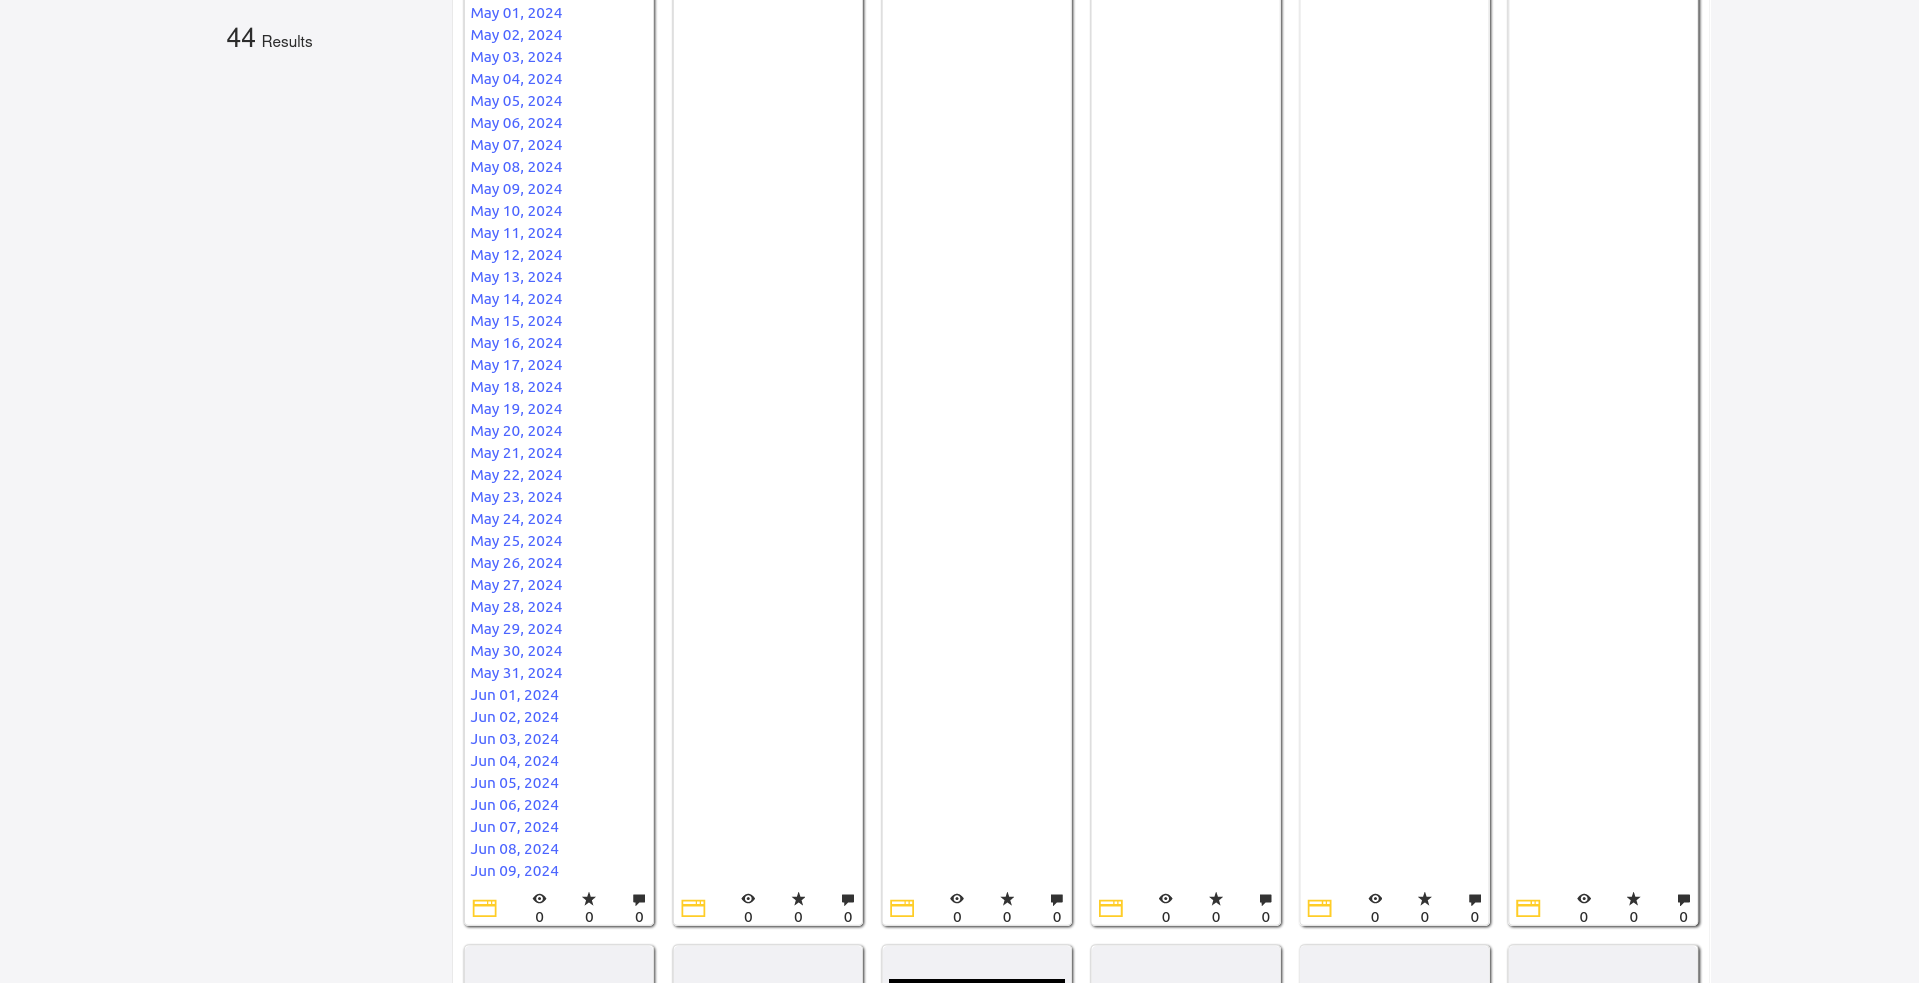 44 Results
May 01, 2024
May 02, 2024
May 03, 2024
May 04, 2024
May 05, 2024
May 06, 2024
May 07, 2024
May 08, 2024
May 09, 2024
May 10, 2024
May 11, 2024
May 12, 2024
May 13, 2024
May 14, 2024
May 15, 2024
May 16, 2024
May 17, 2024
May 18, 2024
May 19, 2024
May 20, 2024
May 21, 2024
May 22, 2024
May 23, 2024
May 24, 2024
May 25, 2024
May 26, 2024
May 27, 2024
May 28, 2024
May 29, 2024
May 30, 2024
May 31, 2024
Jun 01, 2024
Jun 02, 2024
Jun 03, 2024
Jun 04, 2024
Jun 05, 2024
Jun 06, 2024
Jun 07, 2024
Jun 08, 2024
Jun 09, 2024
0 0 0 0 0 0 0 0 0 0 0 0 0 0 0 0 0 0